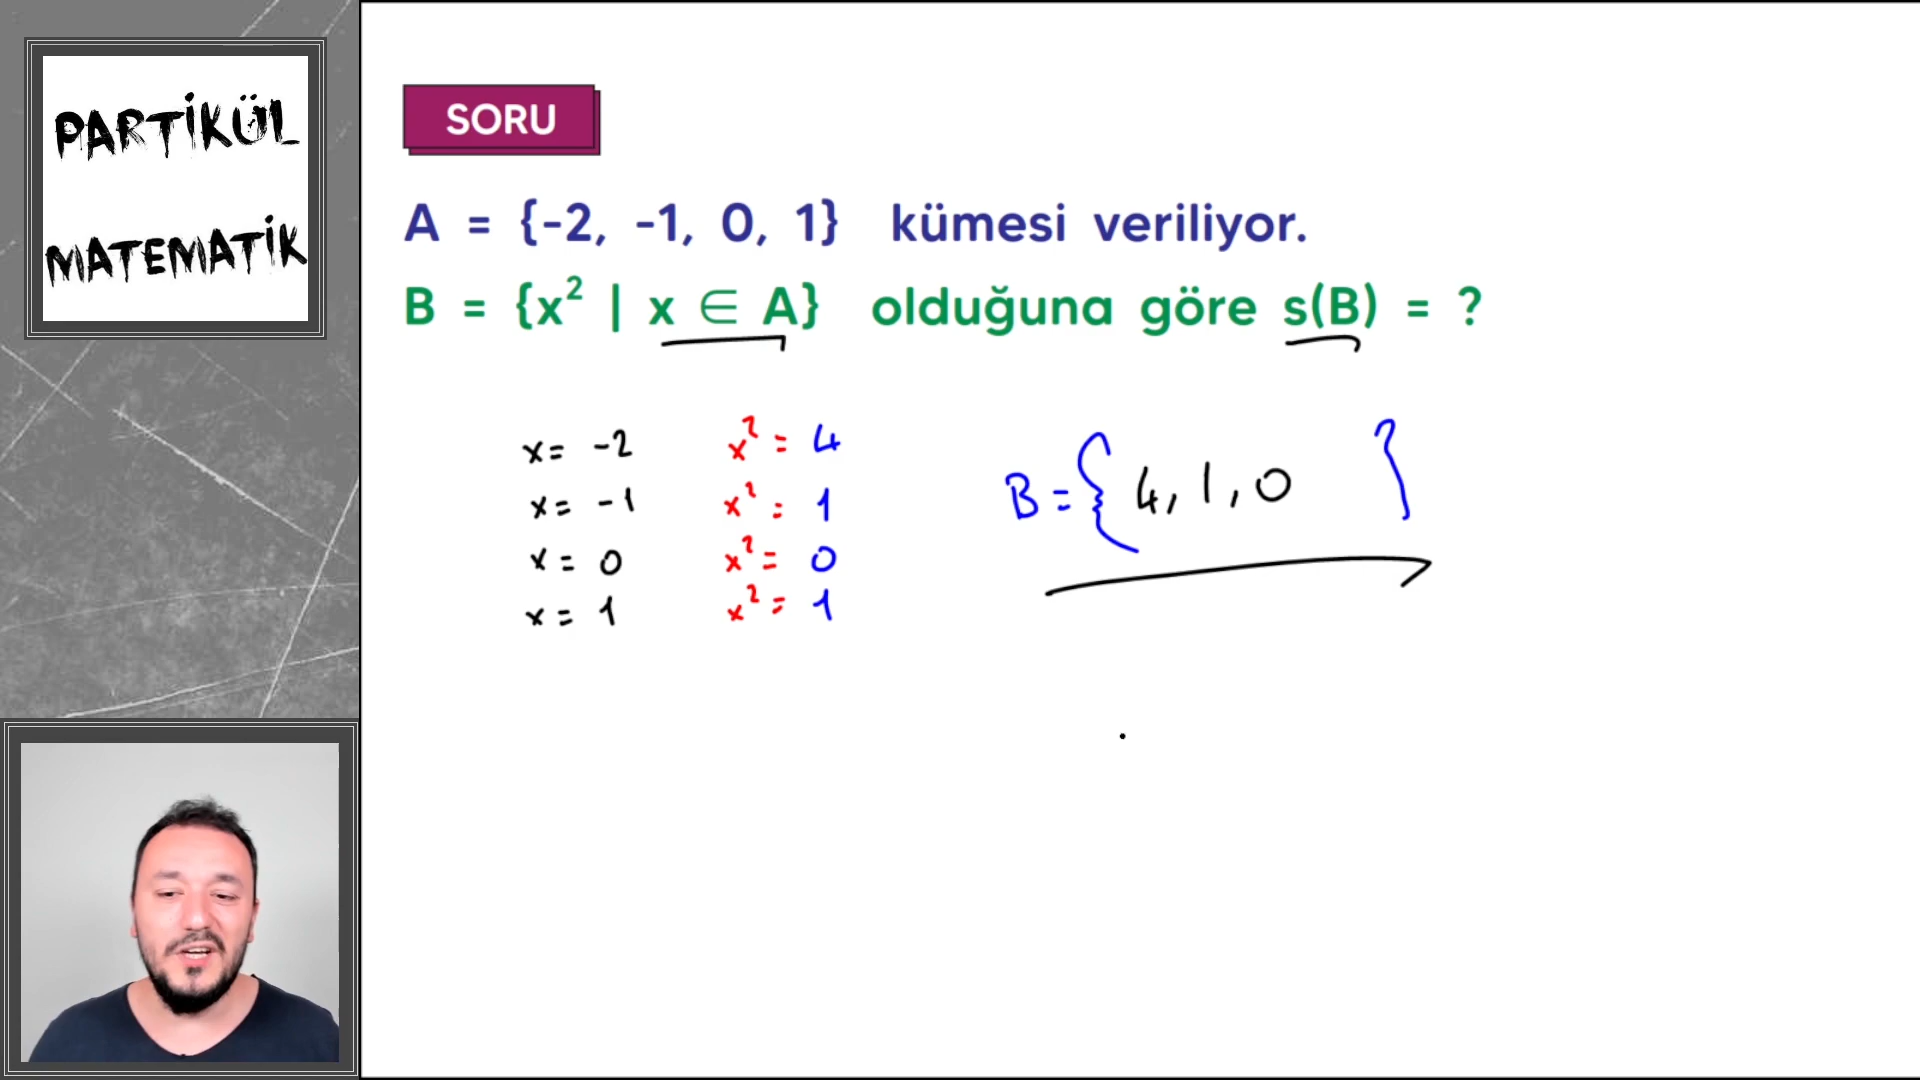 PARTİKÜL
MATEMATİK
SORU
A = {-2, -1, 0, 1} kümesi veriliyor.
B = {x² | x ∈ A} olduğuna göre s(B) = ?
x = -2 x² = 4
x = -1 x² = 1
x = 0 x² = 0
x = 1 x² = 1
B = { 4, 1, 0 }